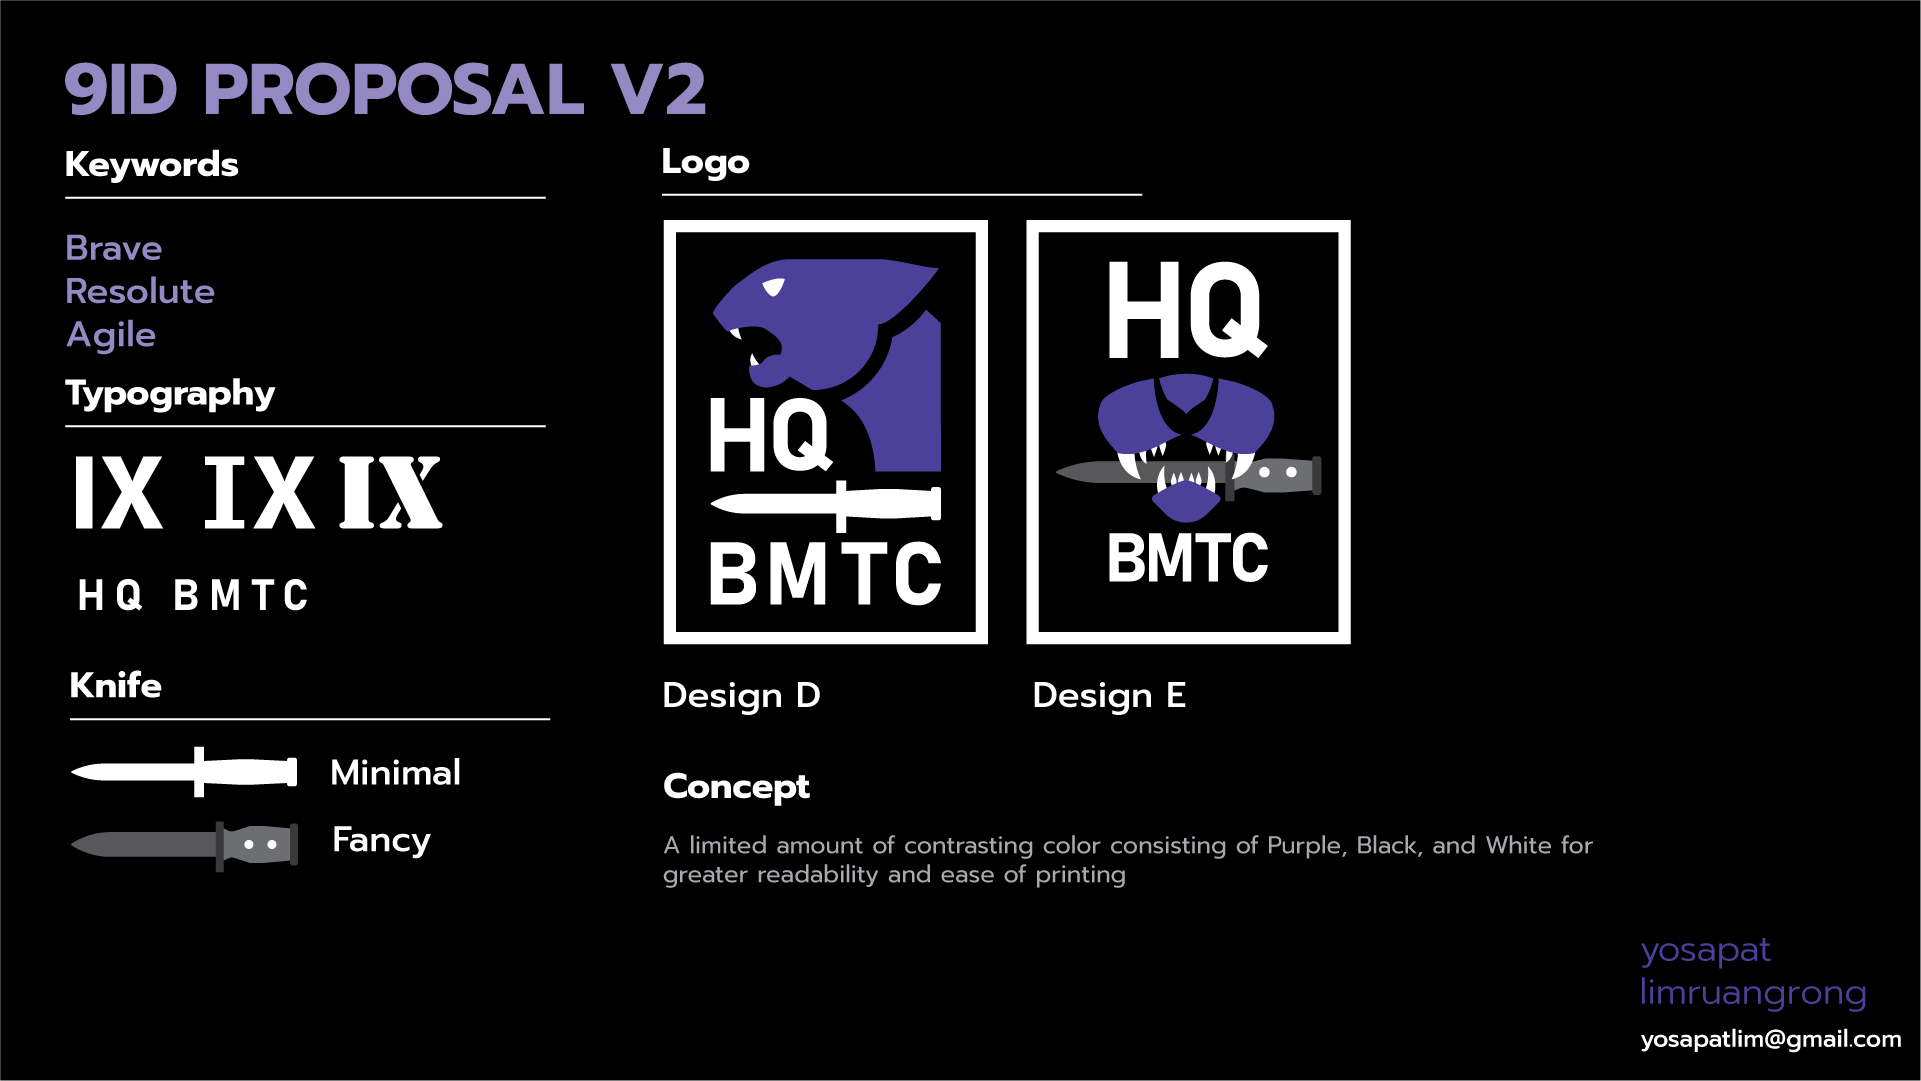 9ID PROPOSAL V2
Keywords
Brave
Resolute
Agile
Typography
IX IX IX
HQ BMTC
Knife
Minimal
Fancy
Logo
HQ
BMTC
Design D
HQ
BMTC
Design E
Concept
A limited amount of contrasting color consisting of Purple, Black, and White for
greater readability and ease of printing
yosapat
limruangrong
yosapatlim@gmail.com